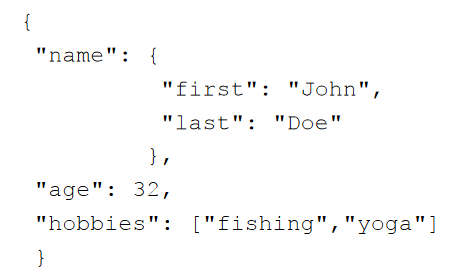 {
"name": {
"first": "John",
"last": "Doe"
},
"age": 32,
"hobbies": ["fishing","yoga"]
}